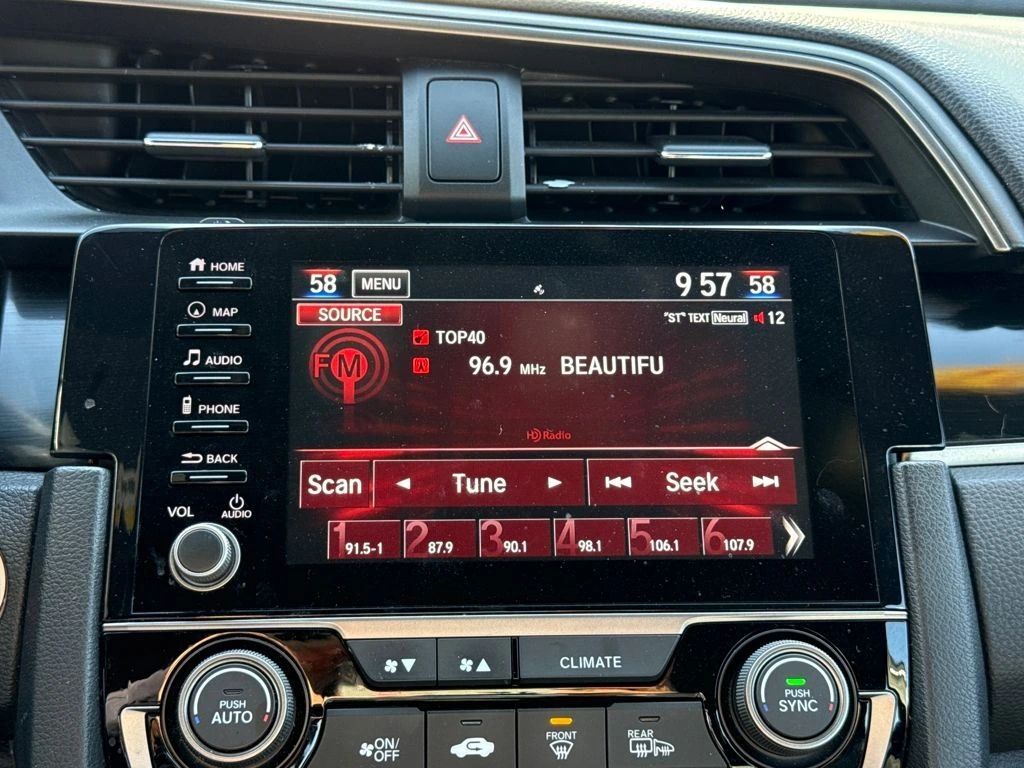 HOME
MAP
AUDIO
PHONE
BACK
VOL
AUDIO
58 MENU 9 57 58
SOURCE "ST" TEXT Neural 12
FM
TOP40
96.9 MHz BEAUTIFU
HD Radio
Scan Tune Seek
1 91.5-1 2 87.9 3 90.1 4 98.1 5 106.1 6 107.9
CLIMATE
PUSH AUTO
PUSH SYNC
ON/OFF
FRONT
REAR